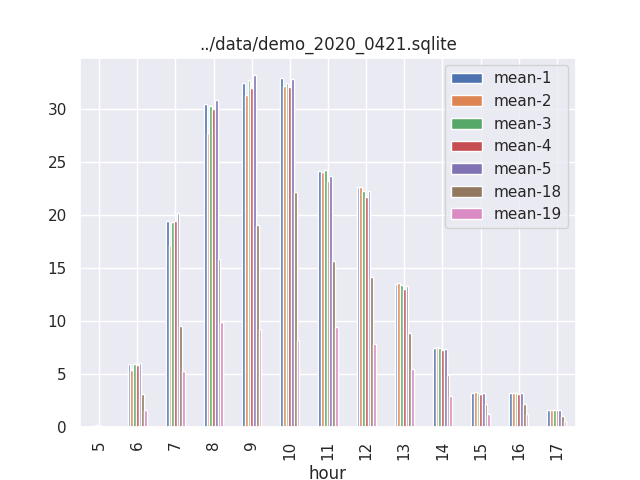 ../data/demo_2020_0421.sqlite
mean-1
mean-2
mean-3
mean-4
mean-5
mean-18
mean-19
30
25
20
15
10
5
0
5 6 7 8 9 10 11 12 13 14 15 16 17
hour